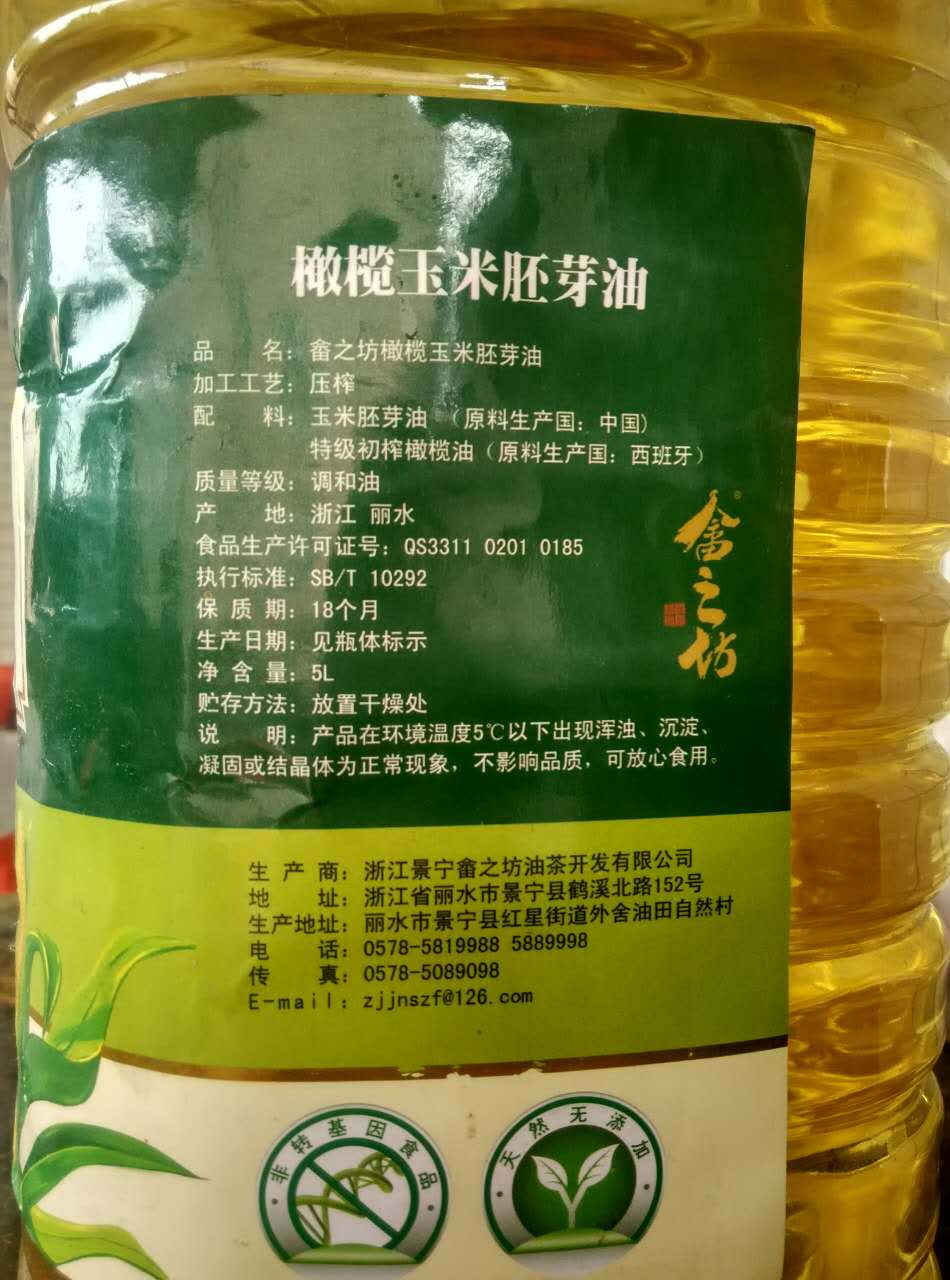 橄榄玉米胚芽油
品 名：畲之坊橄榄玉米胚芽油
加工工艺：压榨
配 料：玉米胚芽油 （原料生产国：中国）
特级初榨橄榄油（原料生产国：西班牙）
质量等级：调和油
产 地：浙江 丽水
食品生产许可证号：QS3311 0201 0185
执行标准：SB/T 10292
保 质 期：18个月
生产日期：见瓶体标示
净 含 量：5L
贮存方法：放置干燥处
说 明：产品在环境温度5℃以下出现浑浊、沉淀、
凝固或结晶体为正常现象，不影响品质，可放心食用。
畲之坊
生 产 商：浙江景宁畲之坊油茶开发有限公司
地 址：浙江省丽水市景宁县鹤溪北路152号
生产地址：丽水市景宁县红星街道外舍油田自然村
电 话：0578-5819988 5889998
传 真：0578-5089098
E-mail：zjjnszf@126.com
·非转基因食品·
·天然无添加·